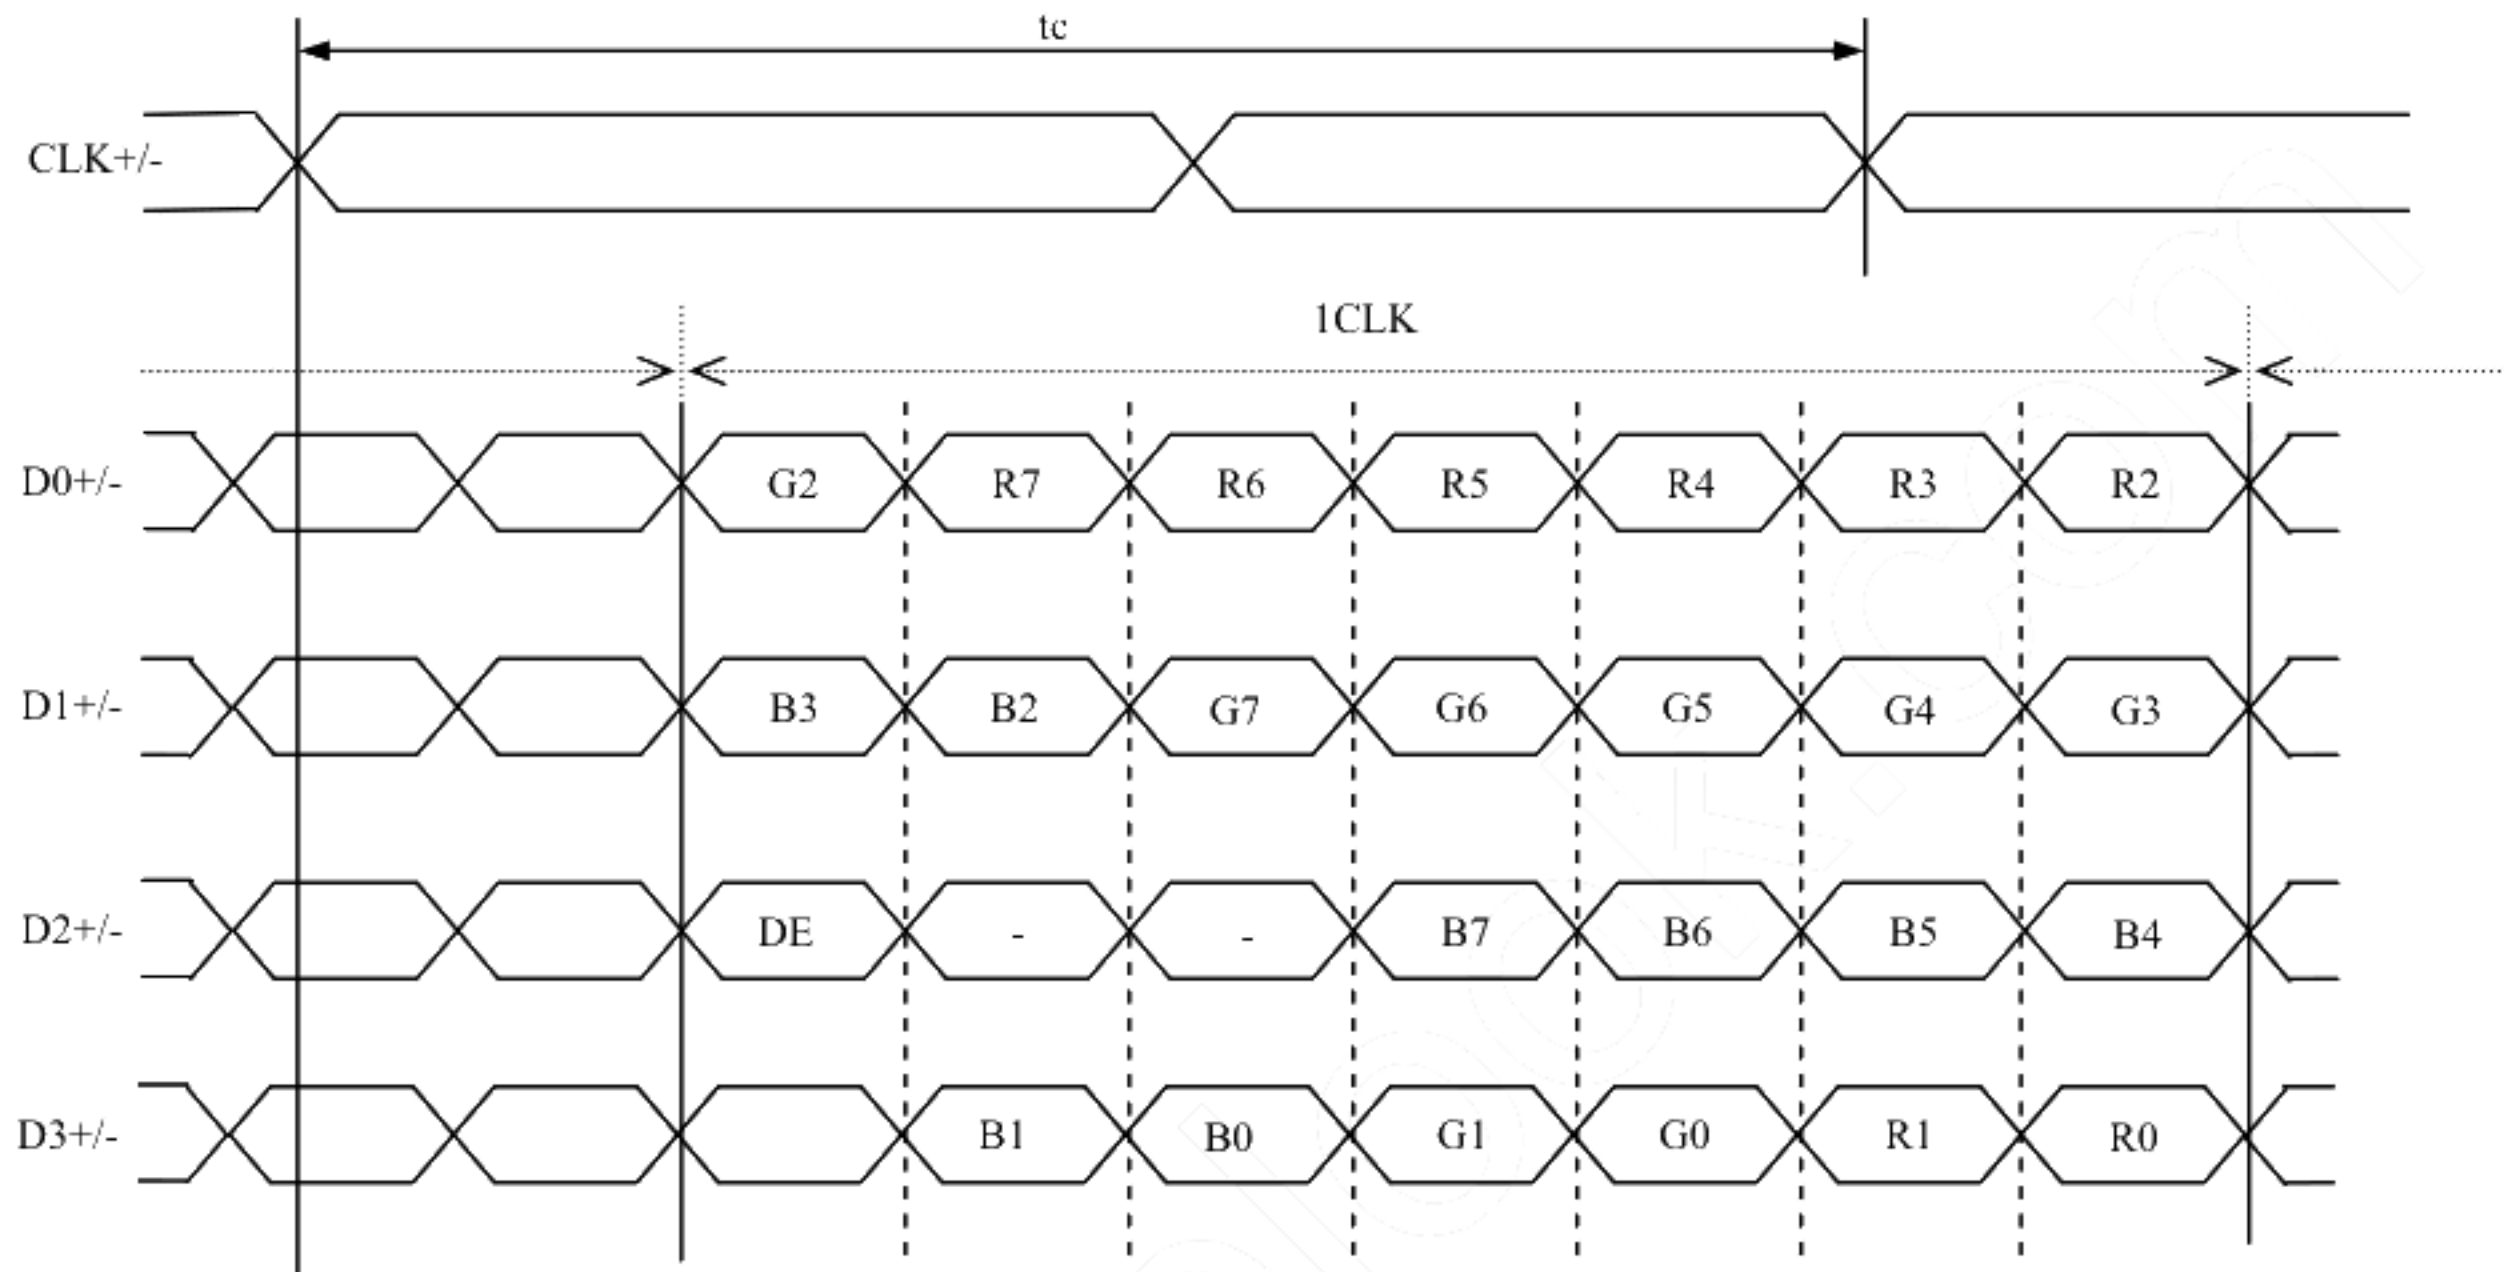 tc
CLK+/-
1CLK
D0+/- G2 R7 R6 R5 R4 R3 R2
D1+/- B3 B2 G7 G6 G5 G4 G3
D2+/- DE - - B7 B6 B5 B4
D3+/- B1 B0 G1 G0 R1 R0